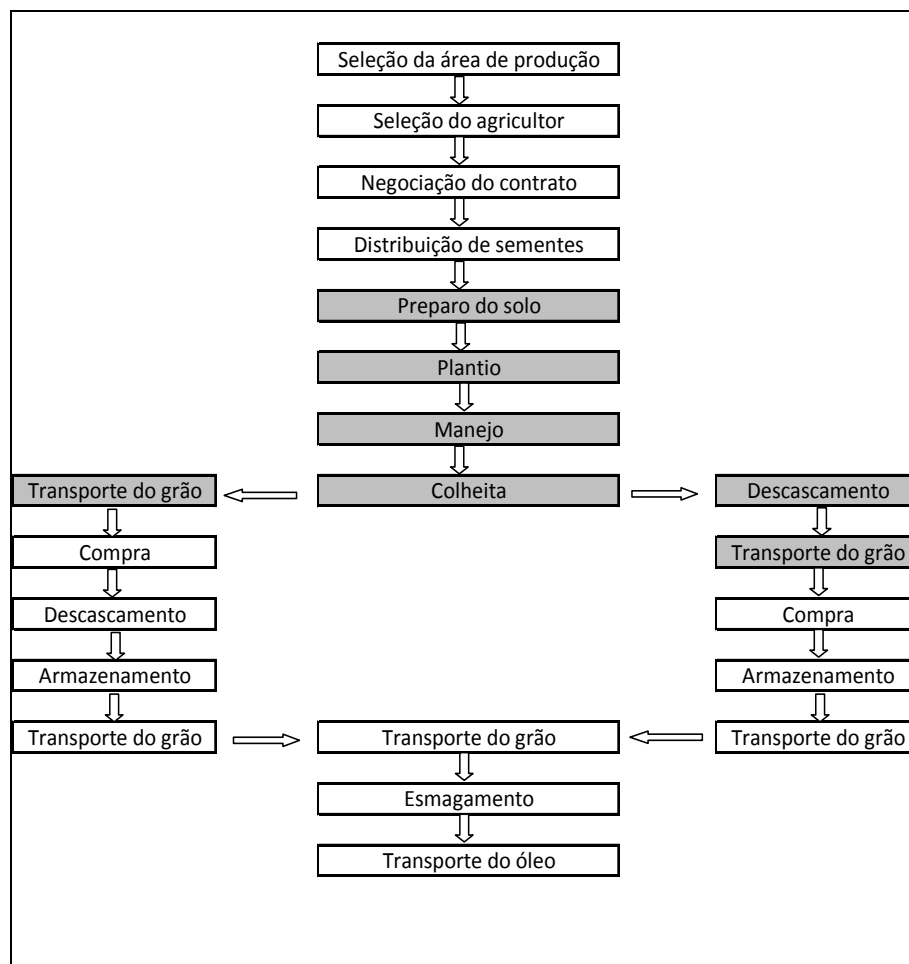 Seleção da área de produção
Seleção do agricultor
Negociação do contrato
Distribuição de sementes
Preparo do solo
Plantio
Manejo
Transporte do grão
Colheita
Descascamento
Compra
Transporte do grão
Descascamento
Compra
Armazenamento
Armazenamento
Transporte do grão
Transporte do grão
Transporte do grão
Esmagamento
Transporte do óleo